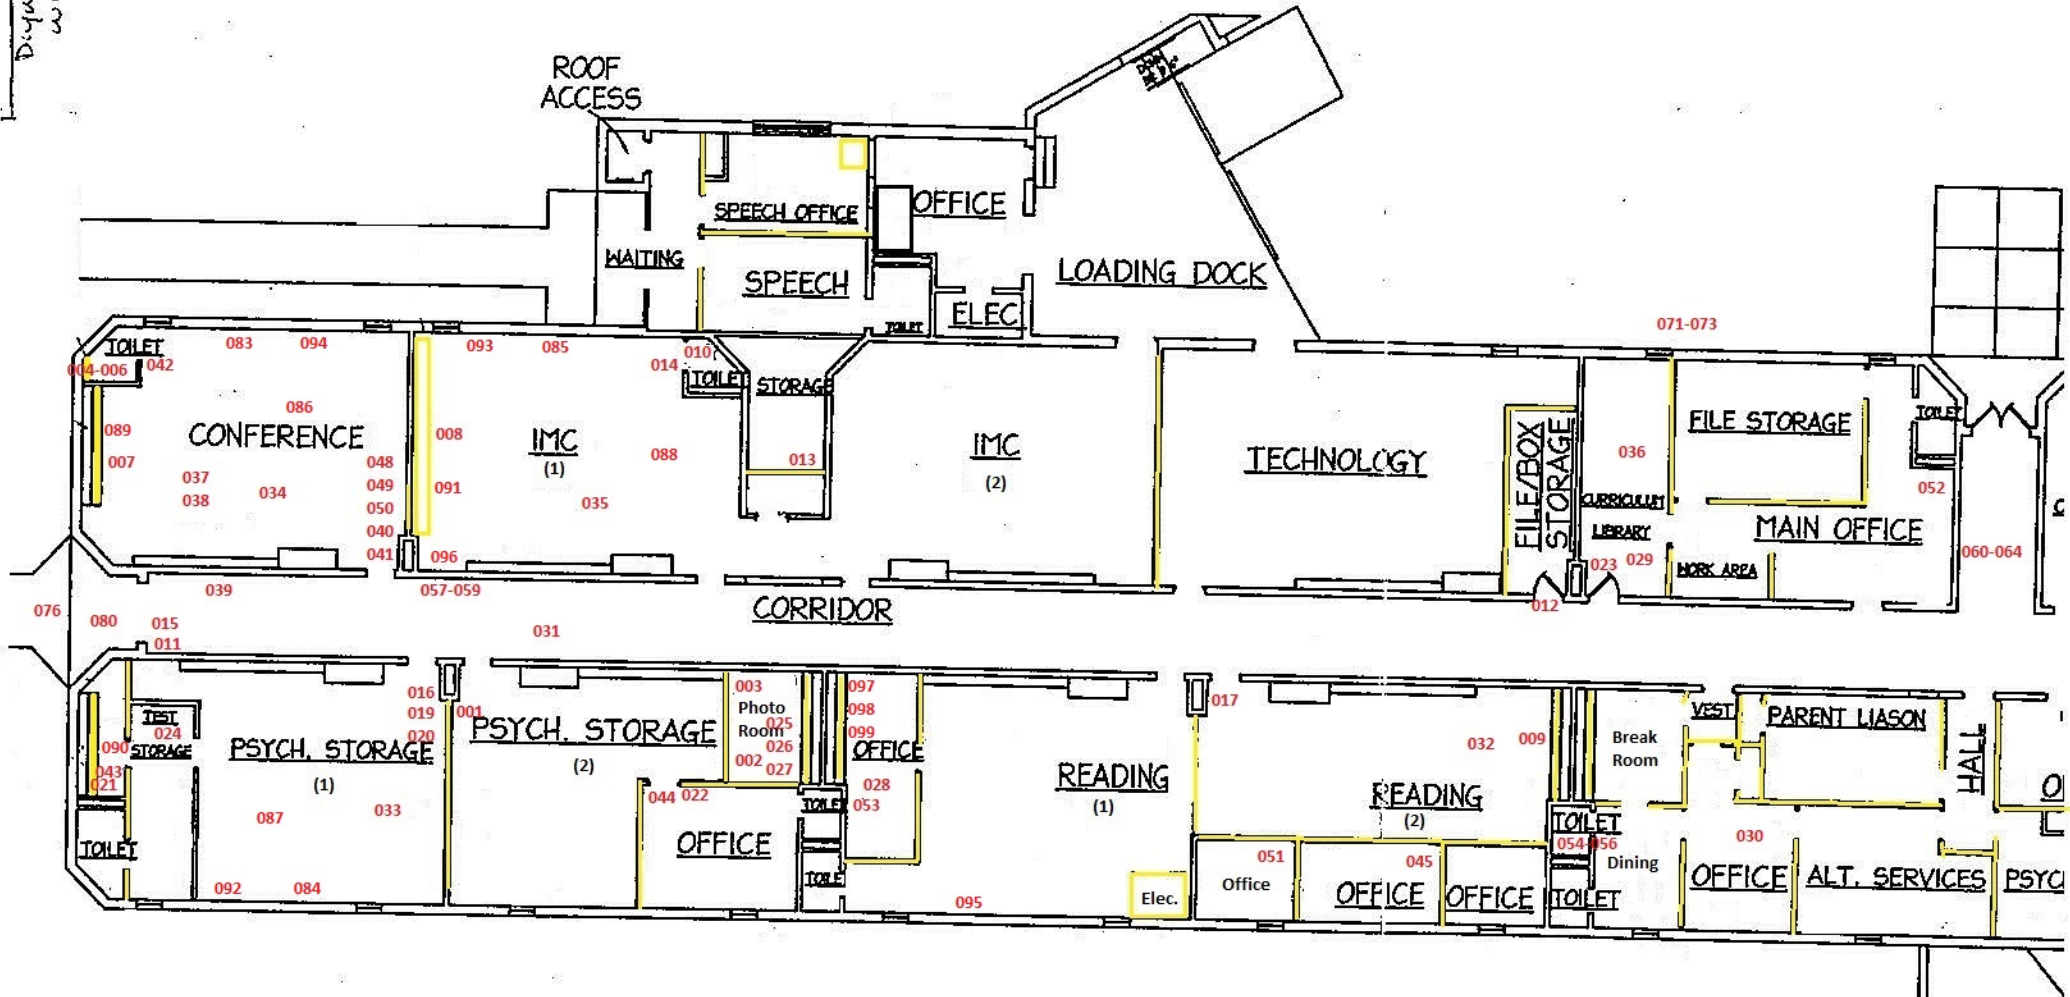 ROOF
ACCESS
SPEECH OFFICE
OFFICE
WAITING
SPEECH
LOADING DOCK
ELEC
TOILET
071-073
TOILET
083
094
093
085
010
014
004-006
042
TOILET
STORAGE
086
089
CONFERENCE
007
037
038
034
048
049
050
040
041
008
IMC
(1)
088
091
035
096
013
IMC
(2)
TECHNOLOGY
FILE/BOX
STORAGE
036
CURRICULUM
LIBRARY
023
029
FILE STORAGE
TOILET
052
MAIN OFFICE
WORK AREA
060-064
012
039
057-059
CORRIDOR
076
080
015
011
031
016
019
020
001
TEST
024
STORAGE
090
043
021
PSYCH. STORAGE
(1)
087
033
TOILET
092
084
PSYCH. STORAGE
(2)
003
Photo
025
Room
026
002
027
044
022
OFFICE
TOILET
097
098
099
OFFICE
028
053
READING
(1)
095
Elec.
017
032
009
READING
(2)
051
Office
045
OFFICE
OFFICE
TOILET
054-056
TOILET
Break
Room
Dining
VEST
PARENT LIASON
HALL
030
OFFICE
ALT. SERVICES